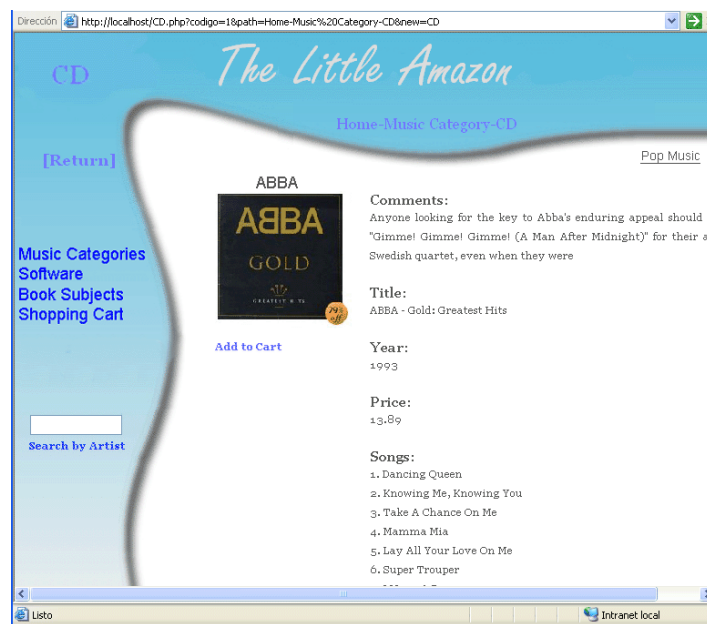 Dirección http://localhost/CD.php?codigo=1&path=Home-Music%20Category-CD&new=CD
The Little Amazon
CD
Home-Music Category-CD
[Return]
Pop Music
ABBA
ABBA
GOLD
GREATEST HITS
off
Add to Cart
Music Categories
Software
Book Subjects
Shopping Cart
Search by Artist
Comments:
Anyone looking for the key to Abba's enduring appeal should
"Gimme! Gimme! Gimme! (A Man After Midnight)" for their a
Swedish quartet, even when they were
Title:
ABBA - Gold: Greatest Hits
Year:
1993
Price:
13.89
Songs:
1. Dancing Queen
2. Knowing Me, Knowing You
3. Take A Chance On Me
4. Mamma Mia
5. Lay All Your Love On Me
6. Super Trouper
Listo
Intranet local